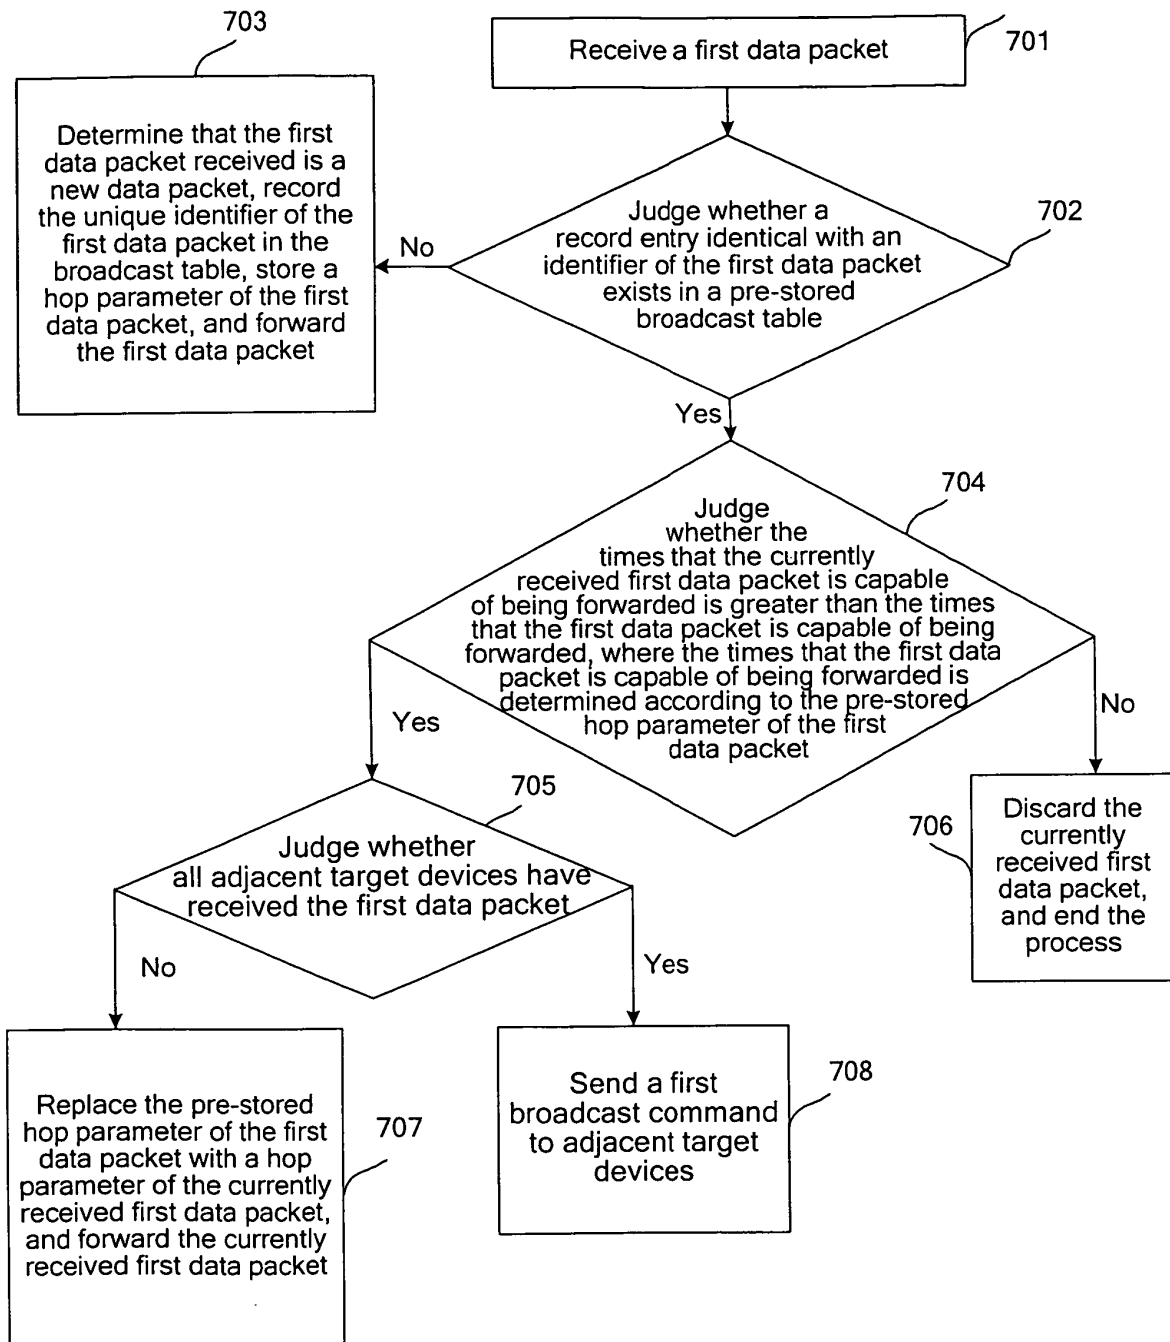 703
Receive a first data packet
701
Determine that the first
data packet received is a
new data packet, record
the unique identifier of the
first data packet in the
broadcast table, store a
hop parameter of the first
data packet, and forward
the first data packet
No
Judge whether a
record entry identical with an
identifier of the first data packet
exists in a pre-stored
broadcast table
702
Yes
704
Judge
whether the
times that the currently
received first data packet is capable
of being forwarded is greater than the times
that the first data packet is capable of being
forwarded, where the times that the first data
packet is capable of being forwarded is
determined according to the pre-stored
hop parameter of the first
data packet
Yes
No
705
Judge whether
all adjacent target devices have
received the first data packet
706
Discard the
currently
received first
data packet,
and end the
process
No
Yes
Replace the pre-stored
hop parameter of the first
data packet with a hop
parameter of the currently
received first data packet,
and forward the currently
received first data packet
707
Send a first
broadcast command
to adjacent target
devices
708